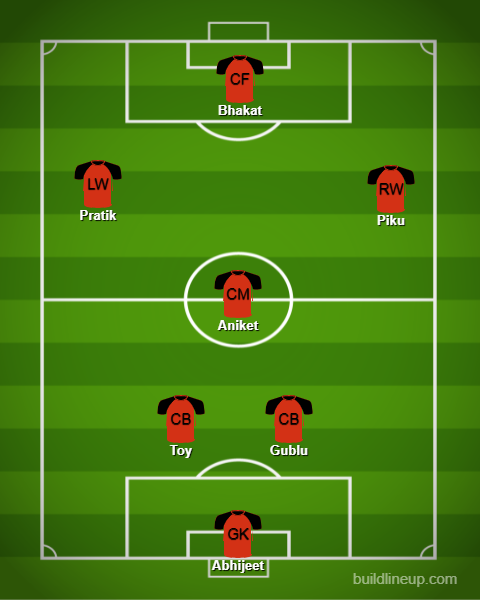 CF
Bhakat
LW
Pratik
RW
Piku
CM
Aniket
CB
Toy
CB
Gublu
GK
Abhijeet
buildlineup.com